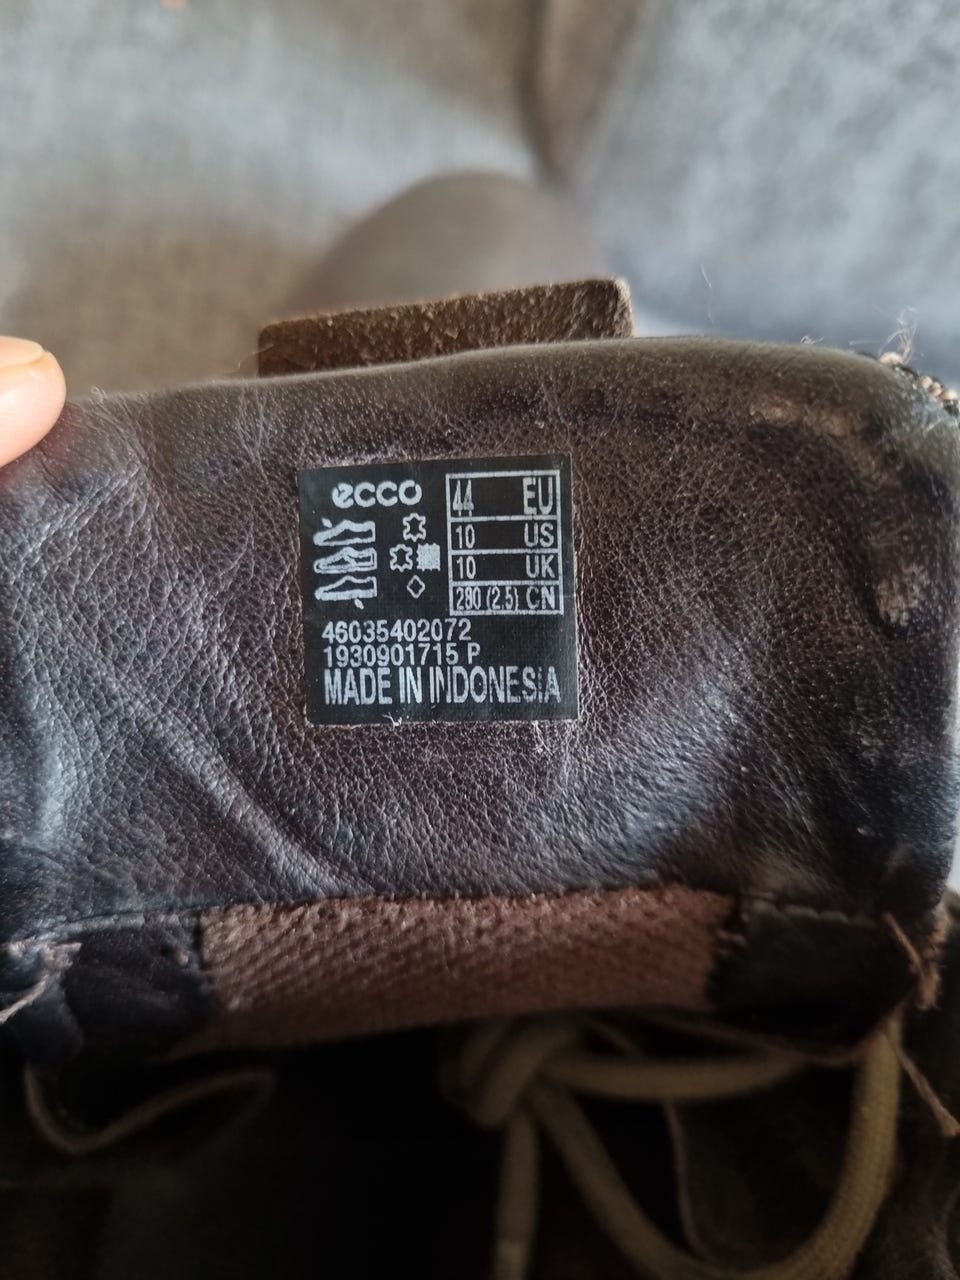 ecco
44 EU
10 US
10 UK
280 (2.5) CN
46035402072
1930901715 P
MADE IN INDONESIA